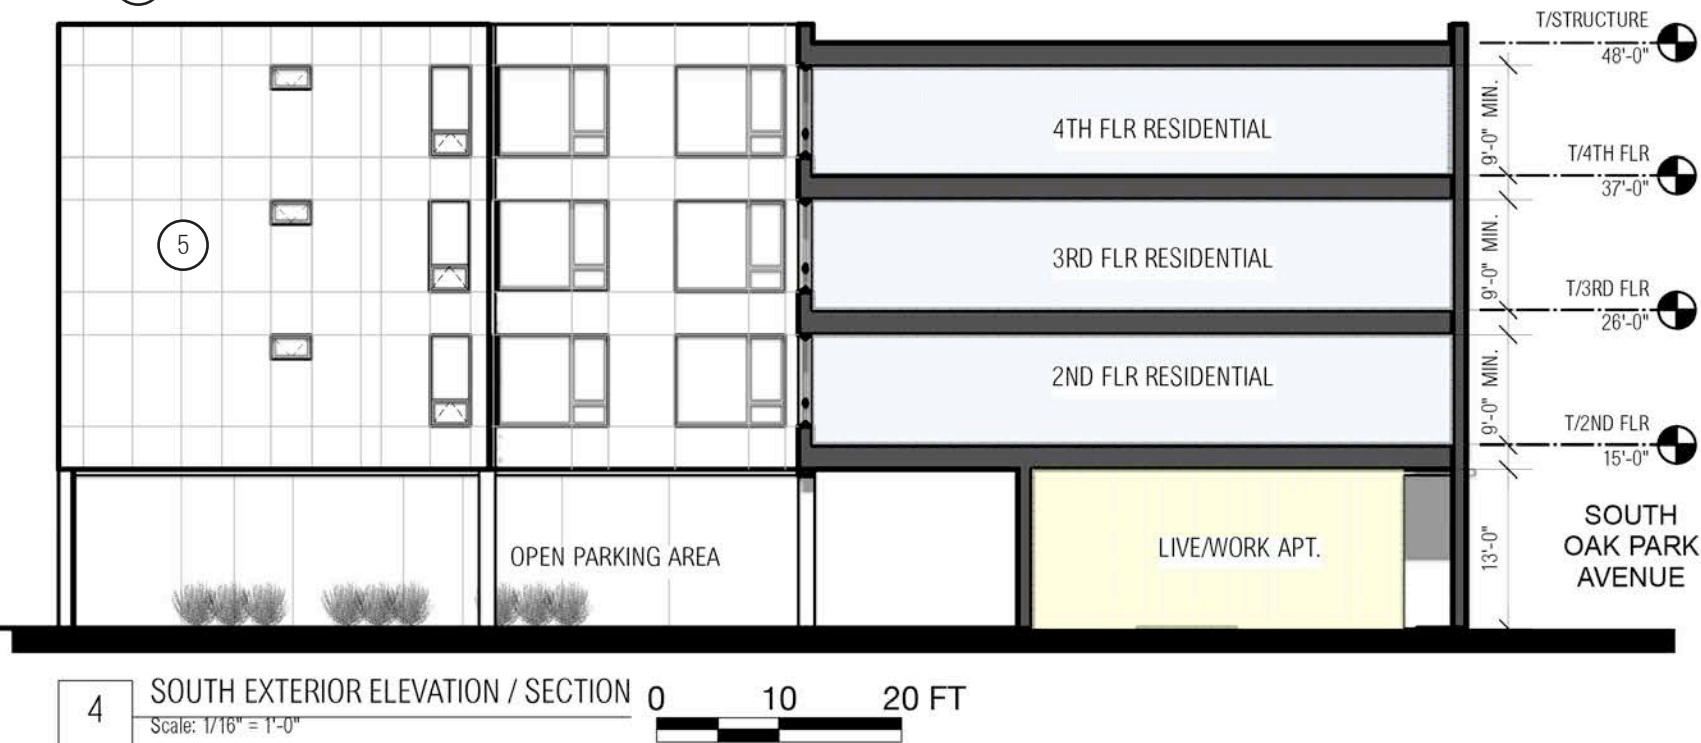 T/STRUCTURE
48'-0"
9'-0" MIN.
4TH FLR RESIDENTIAL
T/4TH FLR
37'-0"
5
9'-0" MIN.
3RD FLR RESIDENTIAL
T/3RD FLR
26'-0"
9'-0" MIN.
2ND FLR RESIDENTIAL
T/2ND FLR
15'-0"
OPEN PARKING AREA
LIVE/WORK APT.
13'-0"
SOUTH
OAK PARK
AVENUE
4
SOUTH EXTERIOR ELEVATION / SECTION
Scale: 1/16" = 1'-0"
0 10 20 FT